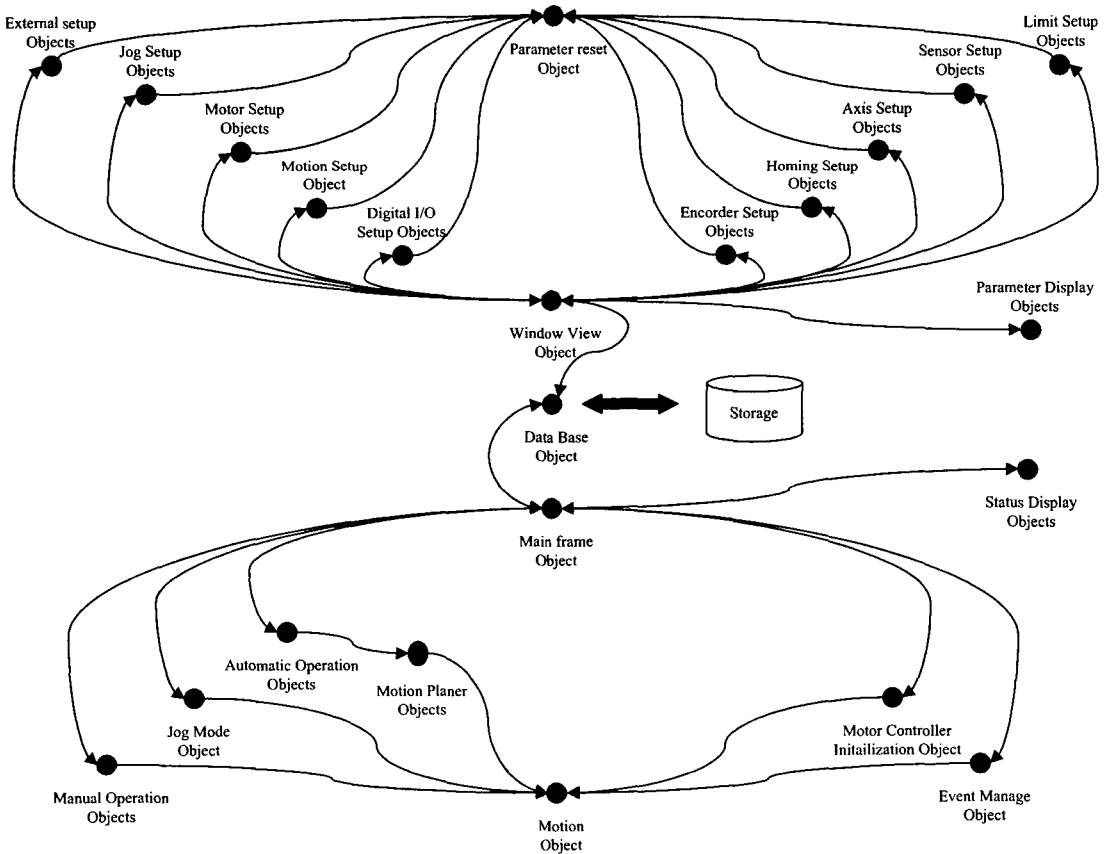 External setup
Objects
Jog Setup
Objects
Motor Setup
Objects
Motion Setup
Object
Digital I/O
Setup Objects
Parameter reset
Object
Limit Setup
Objects
Sensor Setup
Objects
Axis Setup
Objects
Homing Setup
Objects
Encorder Setup
Objects
Window View
Object
Parameter Display
Objects
Data Base
Object
Storage
Status Display
Objects
Main frame
Object
Automatic Operation
Objects
Motion Planer
Objects
Jog Mode
Object
Manual Operation
Objects
Motor Controller
Initailization Object
Event Manage
Object
Motion
Object